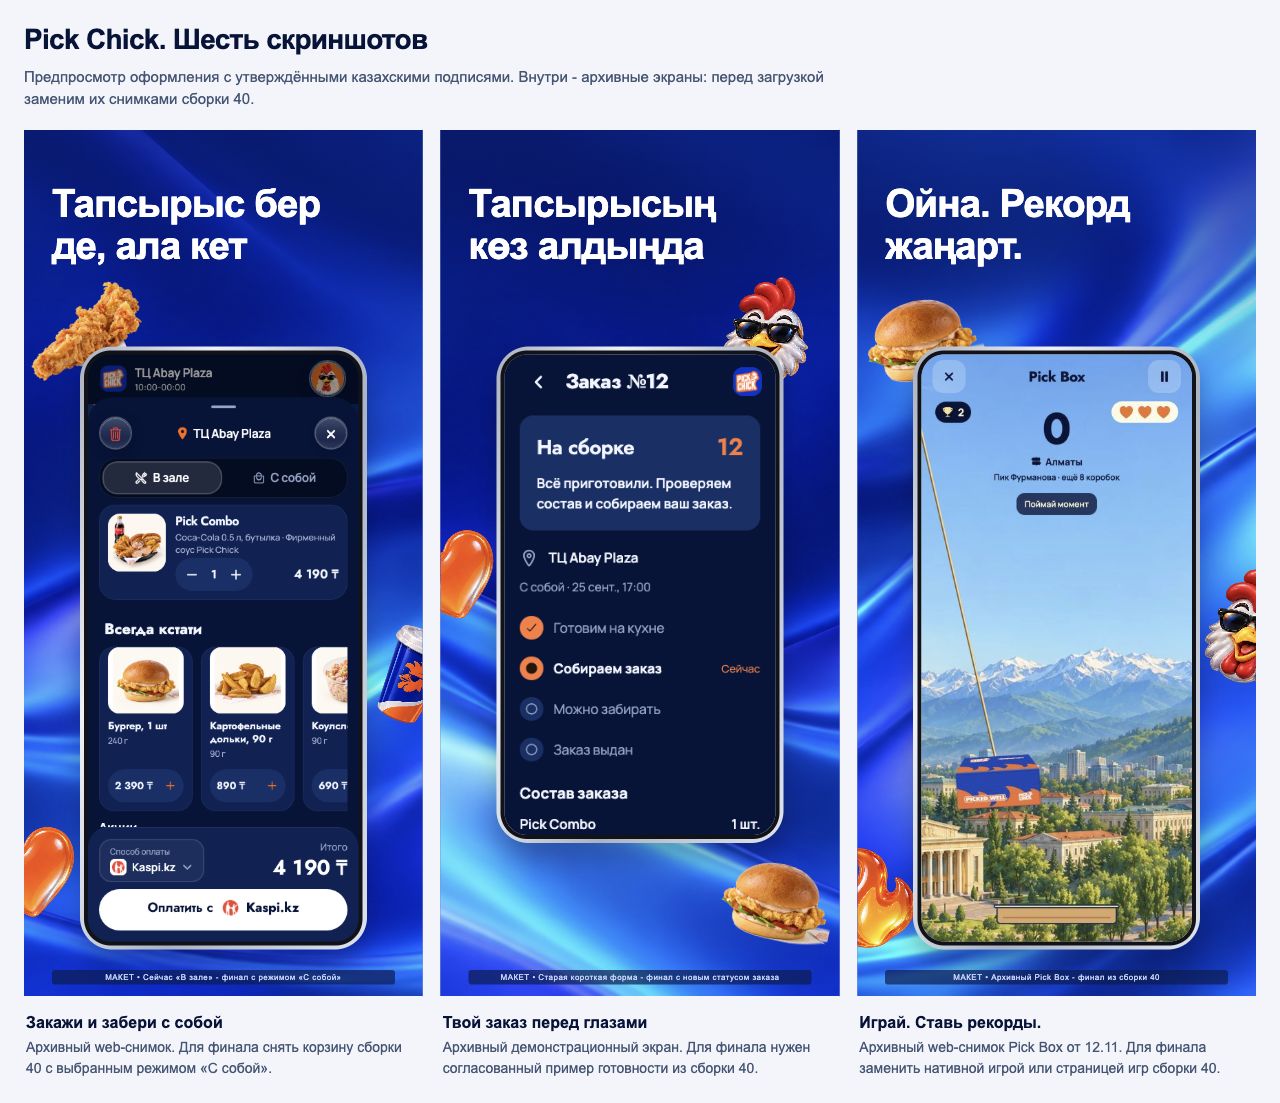 Pick Chick. Шесть скриншотов
Предпросмотр оформления с утверждёнными казахскими подписями. Внутри - архивные экраны: перед загрузкой
заменим их снимками сборки 40.
Тапсырыс бер
де, ала кет
PICK CHICK
ТЦ Abay Plaza
10:00-00:00
ТЦ Abay Plaza
В зале
С собой
Pick Combo
Coca-Cola 0.5 л, бутылка · Фирменный
соус Pick Chick
1
4 190 ₸
Всегда кстати
Бургер, 1 шт
240 г
2 390 ₸ +
Картофельные
дольки, 90 г
90 г
890 ₸ +
Коулсл
90 г
690 ₸
Акции
Способ оплаты
Kaspi.kz
Итого
4 190 ₸
Оплатить с Kaspi.kz
МАКЕТ • Сейчас «В зале» - финал с режимом «С собой»
Закажи и забери с собой
Архивный web-снимок. Для финала снять корзину сборки
40 с выбранным режимом «С собой».
Тапсырысың
көз алдыңда
Заказ №12
PICK CHICK
На сборке
12
Всё приготовили. Проверяем
состав и собираем ваш заказ.
ТЦ Abay Plaza
С собой · 25 сент., 17:00
Готовим на кухне
Собираем заказ
Сейчас
Можно забирать
Заказ выдан
Состав заказа
Pick Combo
1 шт.
МАКЕТ • Старая короткая форма - финал с новым статусом заказа
Твой заказ перед глазами
Архивный демонстрационный экран. Для финала нужен
согласованный пример готовности из сборки 40.
Ойна. Рекорд
жаңарт.
Pick Box
2
0
Алматы
Пик Фурманова · ещё 8 коробок
Поймай момент
PICKED WELL
МАКЕТ • Архивный Pick Box - финал из сборки 40
Играй. Ставь рекорды.
Архивный web-снимок Pick Box от 12.11. Для финала
заменить нативной игрой или страницей игр сборки 40.